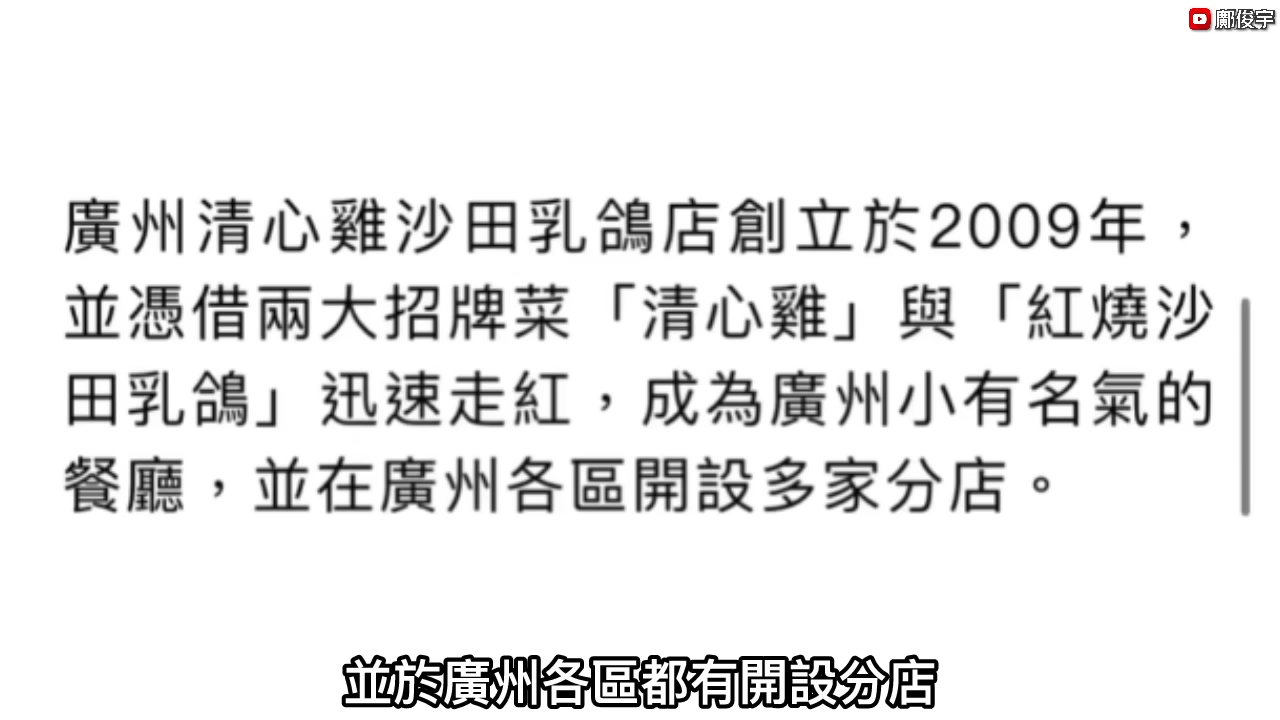 鄺俊宇
廣州清心雞沙田乳鴿店創立於2009年，
並憑借兩大招牌菜「清心雞」與「紅燒沙
田乳鴿」迅速走紅，成為廣州小有名氣的
餐廳，並在廣州各區開設多家分店。
並於廣州各區都有開設分店